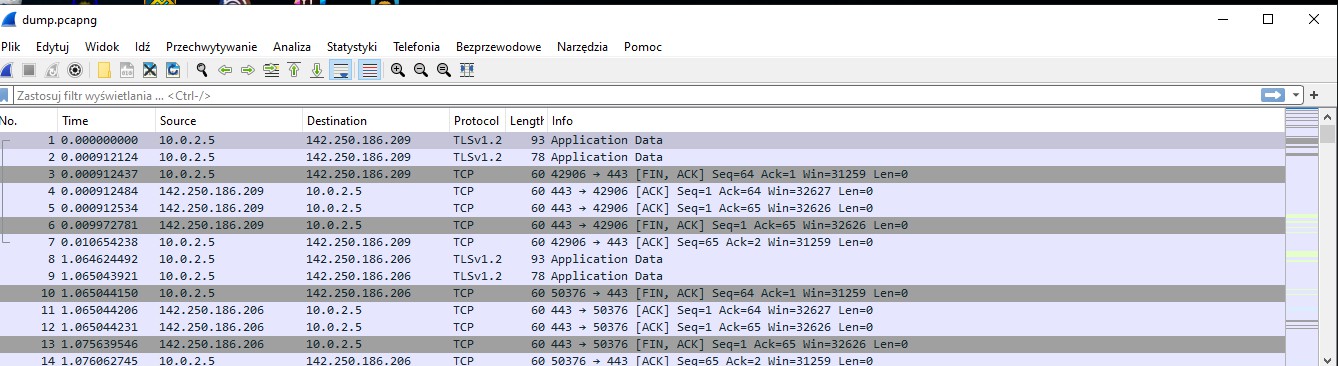 dump.pcapng
Plik Edytuj Widok Idź Przechwytywanie Analiza Statystyki Telefonia Bezprzewodowe Narzędzia Pomoc
Zastosuj filtr wyświetlania … <Ctrl-/>
No. Time Source Destination Protocol Length Info
1 0.000000000 10.0.2.5 142.250.186.209 TLSv1.2 93 Application Data
2 0.000912124 10.0.2.5 142.250.186.209 TLSv1.2 78 Application Data
3 0.000912437 10.0.2.5 142.250.186.209 TCP 60 42906 → 443 [FIN, ACK] Seq=64 Ack=1 Win=31259 Len=0
4 0.000912484 142.250.186.209 10.0.2.5 TCP 60 443 → 42906 [ACK] Seq=1 Ack=64 Win=32627 Len=0
5 0.000912534 142.250.186.209 10.0.2.5 TCP 60 443 → 42906 [ACK] Seq=1 Ack=65 Win=32626 Len=0
6 0.009972781 142.250.186.209 10.0.2.5 TCP 60 443 → 42906 [FIN, ACK] Seq=1 Ack=65 Win=32626 Len=0
7 0.010654238 10.0.2.5 142.250.186.209 TCP 60 42906 → 443 [ACK] Seq=65 Ack=2 Win=31259 Len=0
8 1.064624492 10.0.2.5 142.250.186.206 TLSv1.2 93 Application Data
9 1.065043921 10.0.2.5 142.250.186.206 TLSv1.2 78 Application Data
10 1.065044150 10.0.2.5 142.250.186.206 TCP 60 50376 → 443 [FIN, ACK] Seq=64 Ack=1 Win=31259 Len=0
11 1.065044206 142.250.186.206 10.0.2.5 TCP 60 443 → 50376 [ACK] Seq=1 Ack=64 Win=32627 Len=0
12 1.065044231 142.250.186.206 10.0.2.5 TCP 60 443 → 50376 [ACK] Seq=1 Ack=65 Win=32626 Len=0
13 1.075639546 142.250.186.206 10.0.2.5 TCP 60 443 → 50376 [FIN, ACK] Seq=1 Ack=65 Win=32626 Len=0
14 1.076062745 10.0.2.5 142.250.186.206 TCP 60 50376 → 443 [ACK] Seq=65 Ack=2 Win=31259 Len=0